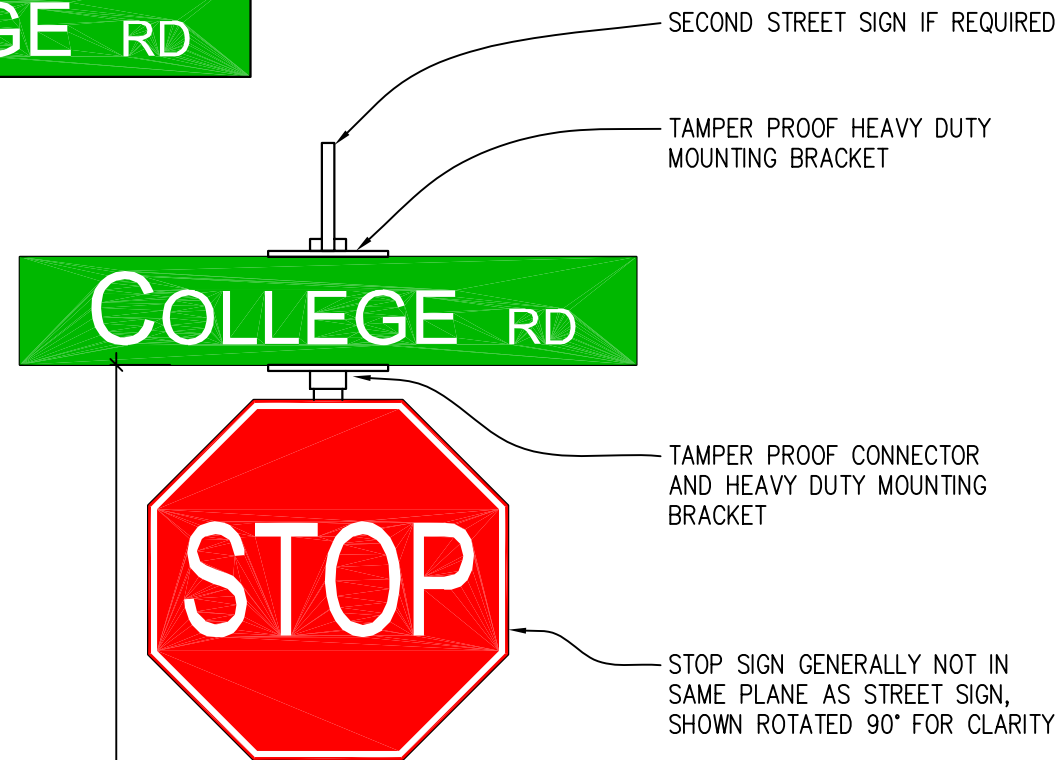 GE RD
SECOND STREET SIGN IF REQUIRED
TAMPER PROOF HEAVY DUTY
MOUNTING BRACKET
COLLEGE RD
TAMPER PROOF CONNECTOR
AND HEAVY DUTY MOUNTING
BRACKET
STOP
STOP SIGN GENERALLY NOT IN
SAME PLANE AS STREET SIGN,
SHOWN ROTATED 90° FOR CLARITY